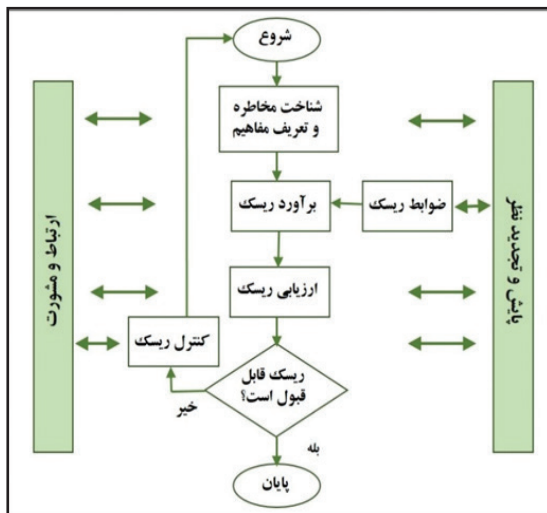 شروع
شناخت مخاطره
و تعریف مفاهیم
برآورد ریسک
ضوابط ریسک
ارزیابی ریسک
کنترل ریسک
ریسک قابل
قبول است؟
خیر
بله
پایان
پایش و تجدید نظر
ارتباط و مشورت